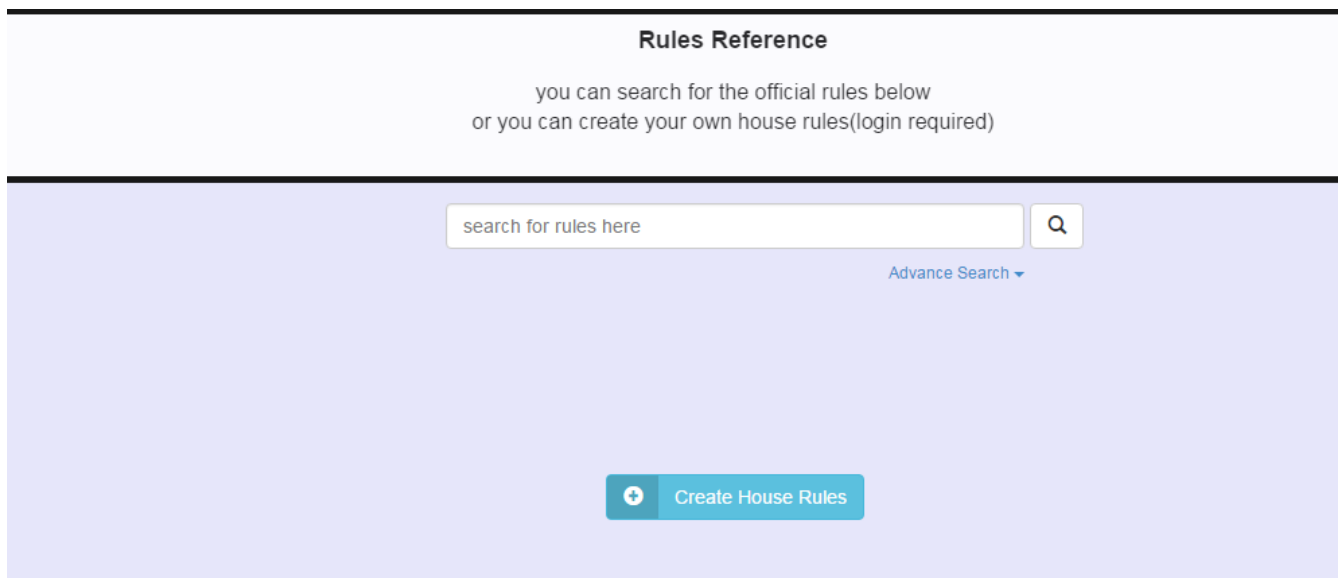 Rules Reference
you can search for the official rules below
or you can create your own house rules(login required)
search for rules here
Advance Search
Create House Rules